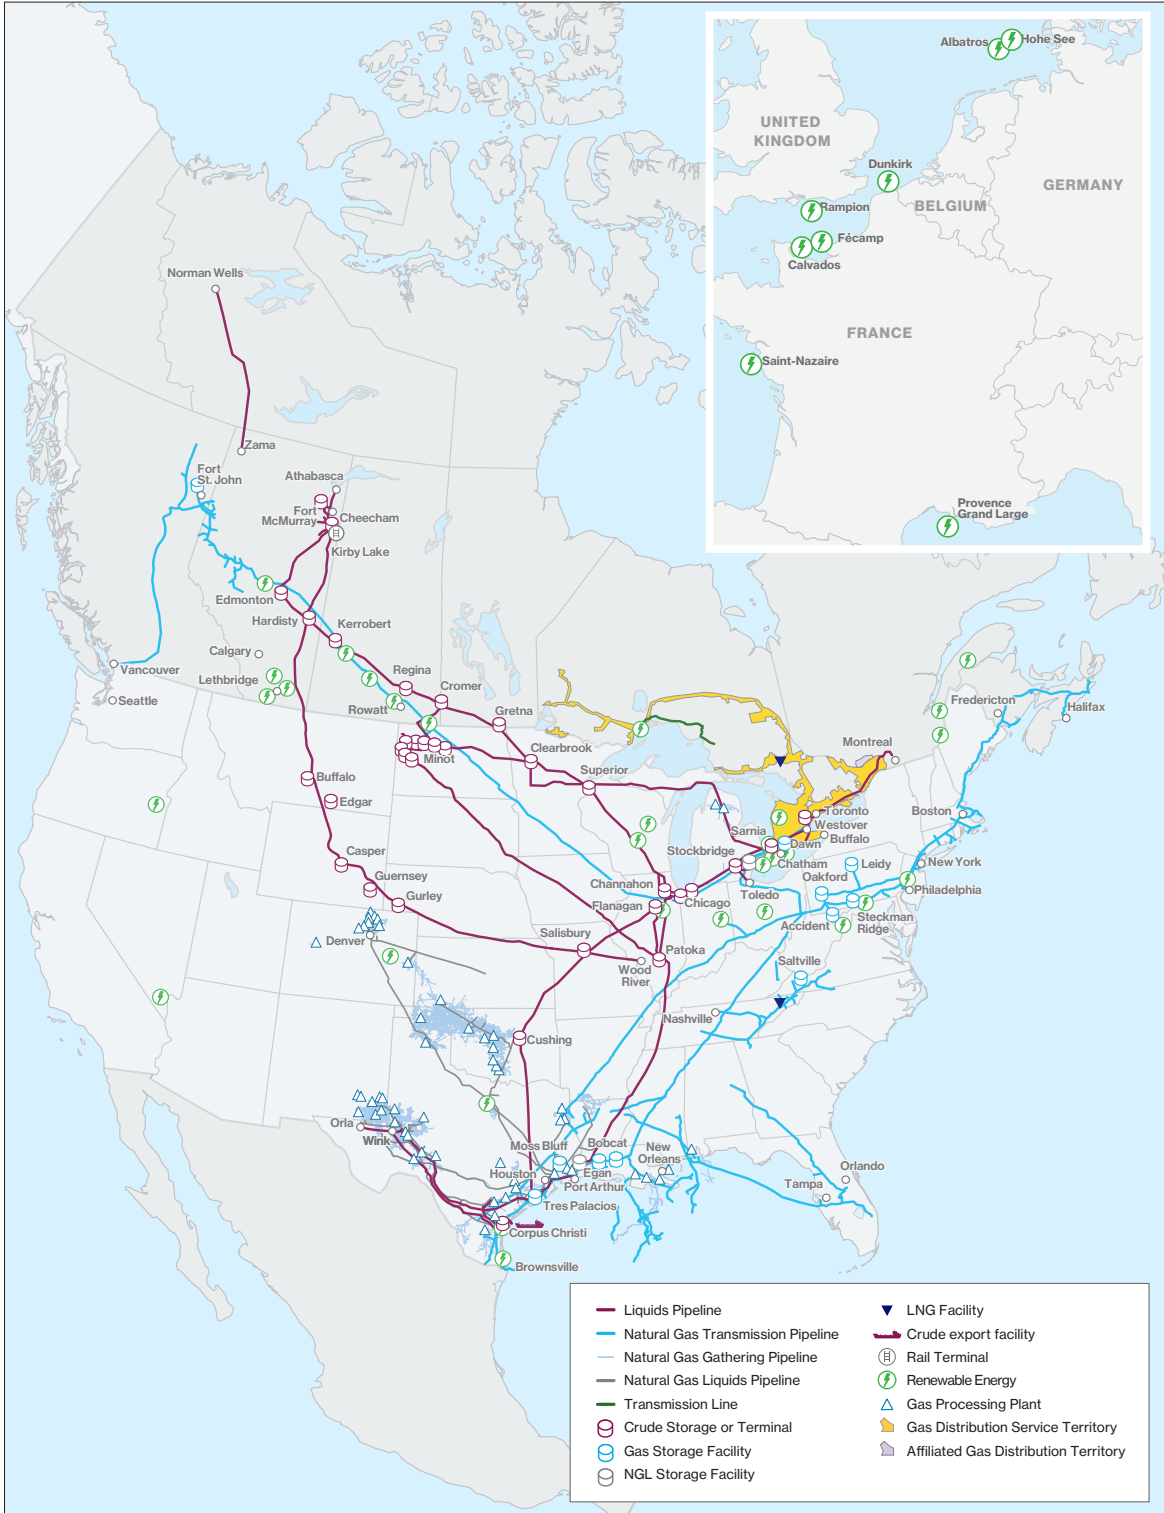 Albatros
Hohe See
UNITED
KINGDOM
Dunkirk
GERMANY
BELGIUM
Rampion
Fécamp
Calvados
FRANCE
Saint-Nazaire
Provence
Grand Large
Norman Wells
Zama
Fort
St. John
Athabasca
Fort
McMurray
Cheecham
Kirby Lake
Edmonton
Hardisty
Kerrobert
Calgary
Vancouver
Regina
Lethbridge
Cromer
Seattle
Rowatt
Gretna
Fredericton
Halifax
Montreal
Clearbrook
Minot
Superior
Buffalo
Edgar
Toronto
Boston
Westover
Sarnia
Buffalo
Dawn
Stockbridge
Casper
Chatham
Leidy
New York
Oakford
Guernsey
Channahon
Toledo
Philadelphia
Gurley
Chicago
Flanagan
Accident
Steckman
Ridge
Denver
Salisbury
Patoka
Saltville
Wood
River
Nashville
Cushing
Orla
Wink
Moss Bluff
Bobcat
New
Orleans
Houston
Egan
Orlando
Port Arthur
Tampa
Tres Palacios
Corpus Christi
Brownsville
Liquids Pipeline
Natural Gas Transmission Pipeline
Natural Gas Gathering Pipeline
Natural Gas Liquids Pipeline
Transmission Line
Crude Storage or Terminal
Gas Storage Facility
NGL Storage Facility
LNG Facility
Crude export facility
Rail Terminal
Renewable Energy
Gas Processing Plant
Gas Distribution Service Territory
Affiliated Gas Distribution Territory